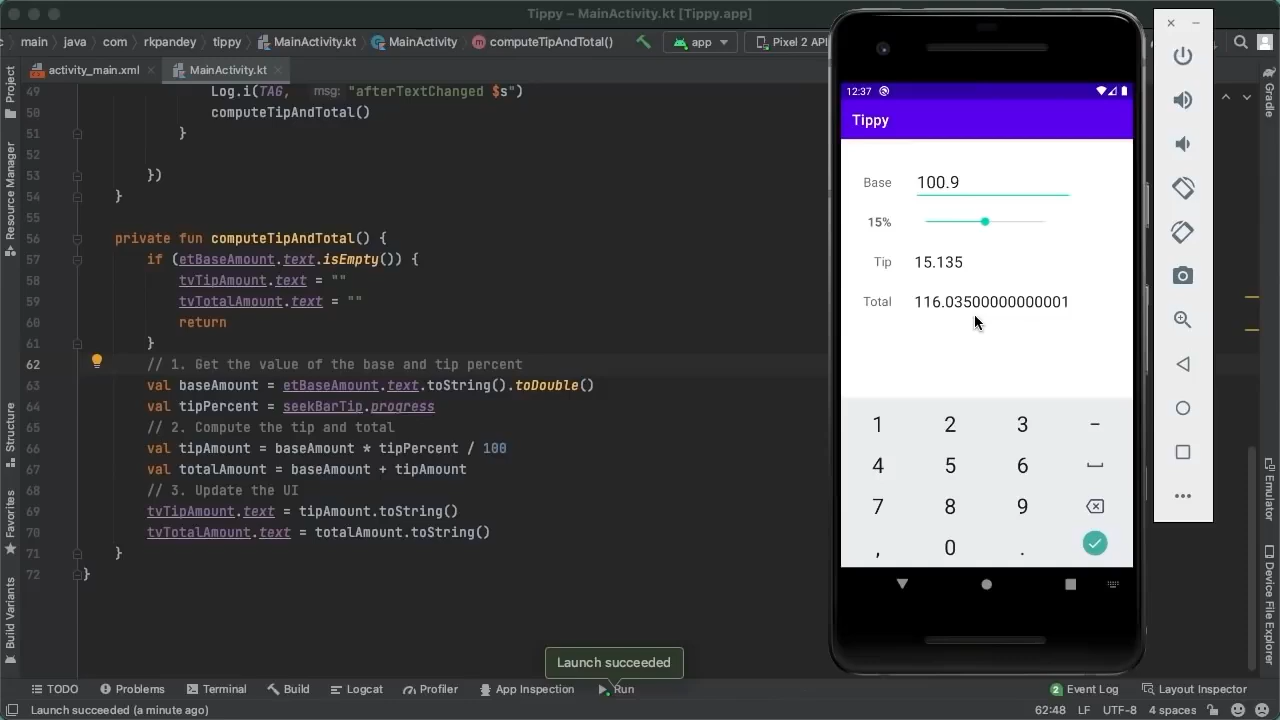 Tippy – MainActivity.kt [Tippy.app]
main java com rkpandey tippy MainActivity.kt MainActivity computeTipAndTotal() app Pixel 2 API
activity_main.xml MainActivity.kt
Project
Resource Manager
Structure
Favorites
Build Variants
49 Log.i(TAG, msg: "afterTextChanged $s")
50 computeTipAndTotal()
51 }
52
53 })
54 }
55
56 private fun computeTipAndTotal() {
57 if (etBaseAmount.text.isEmpty()) {
58 tvTipAmount.text = ""
59 tvTotalAmount.text = ""
60 return
61 }
62 // 1. Get the value of the base and tip percent
63 val baseAmount = etBaseAmount.text.toString().toDouble()
64 val tipPercent = seekBarTip.progress
65 // 2. Compute the tip and total
66 val tipAmount = baseAmount * tipPercent / 100
67 val totalAmount = baseAmount + tipAmount
68 // 3. Update the UI
69 tvTipAmount.text = tipAmount.toString()
70 tvTotalAmount.text = totalAmount.toString()
71 }
72 }
12:37
Tippy
Base 100.9
15%
Tip 15.135
Total 116.03500000000001
1 2 3 –
4 5 6
7 8 9
, 0 .
Gradle
Emulator
Device File Explorer
Launch succeeded
TODO Problems Terminal Build Logcat Profiler App Inspection Run 2 Event Log Layout Inspector
Launch succeeded (a minute ago) 62:48 LF UTF-8 4 spaces